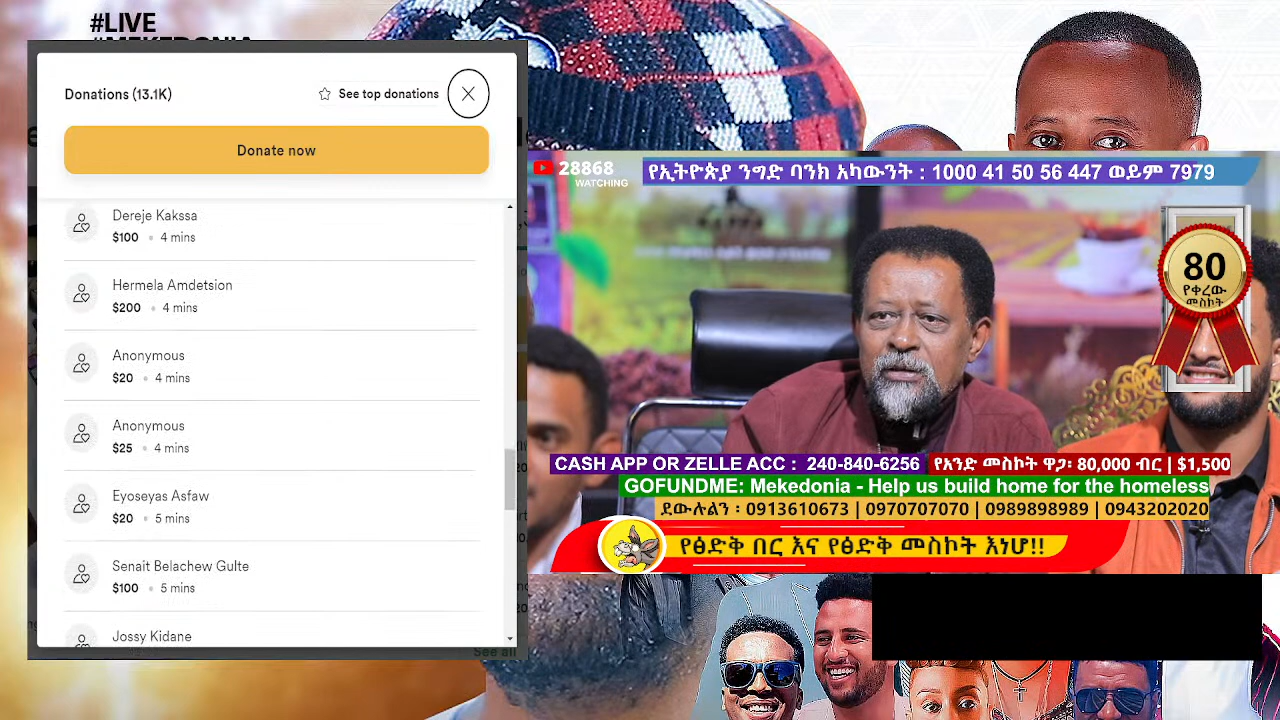 #LIVE
#MEKEDONIA
Donations (13.1K)
See top donations
Donate now
Dereje Kakssa
$100 • 4 mins
Hermela Amdetsion
$200 • 4 mins
Anonymous
$20 • 4 mins
Anonymous
$25 • 4 mins
Eyoseyas Asfaw
$20 • 5 mins
Senait Belachew Gulte
$100 • 5 mins
Jossy Kidane
See all
28868
WATCHING
የኢትዮጵያ ንግድ ባንክ አካውንት : 1000 41 50 56 447 ወይም 7979
80
የቀረው
መስኮት
CASH APP OR ZELLE ACC : 240-840-6256
የአንድ መስኮት ዋጋ፡ 80,000 ብር | $1,500
GOFUNDME: Mekedonia - Help us build home for the homeless
ደውሉልን ፡ 0913610673 | 0970707070 | 0989898989 | 0943202020
የፅድቅ በር እና የፅድቅ መስኮት እነሆ!!